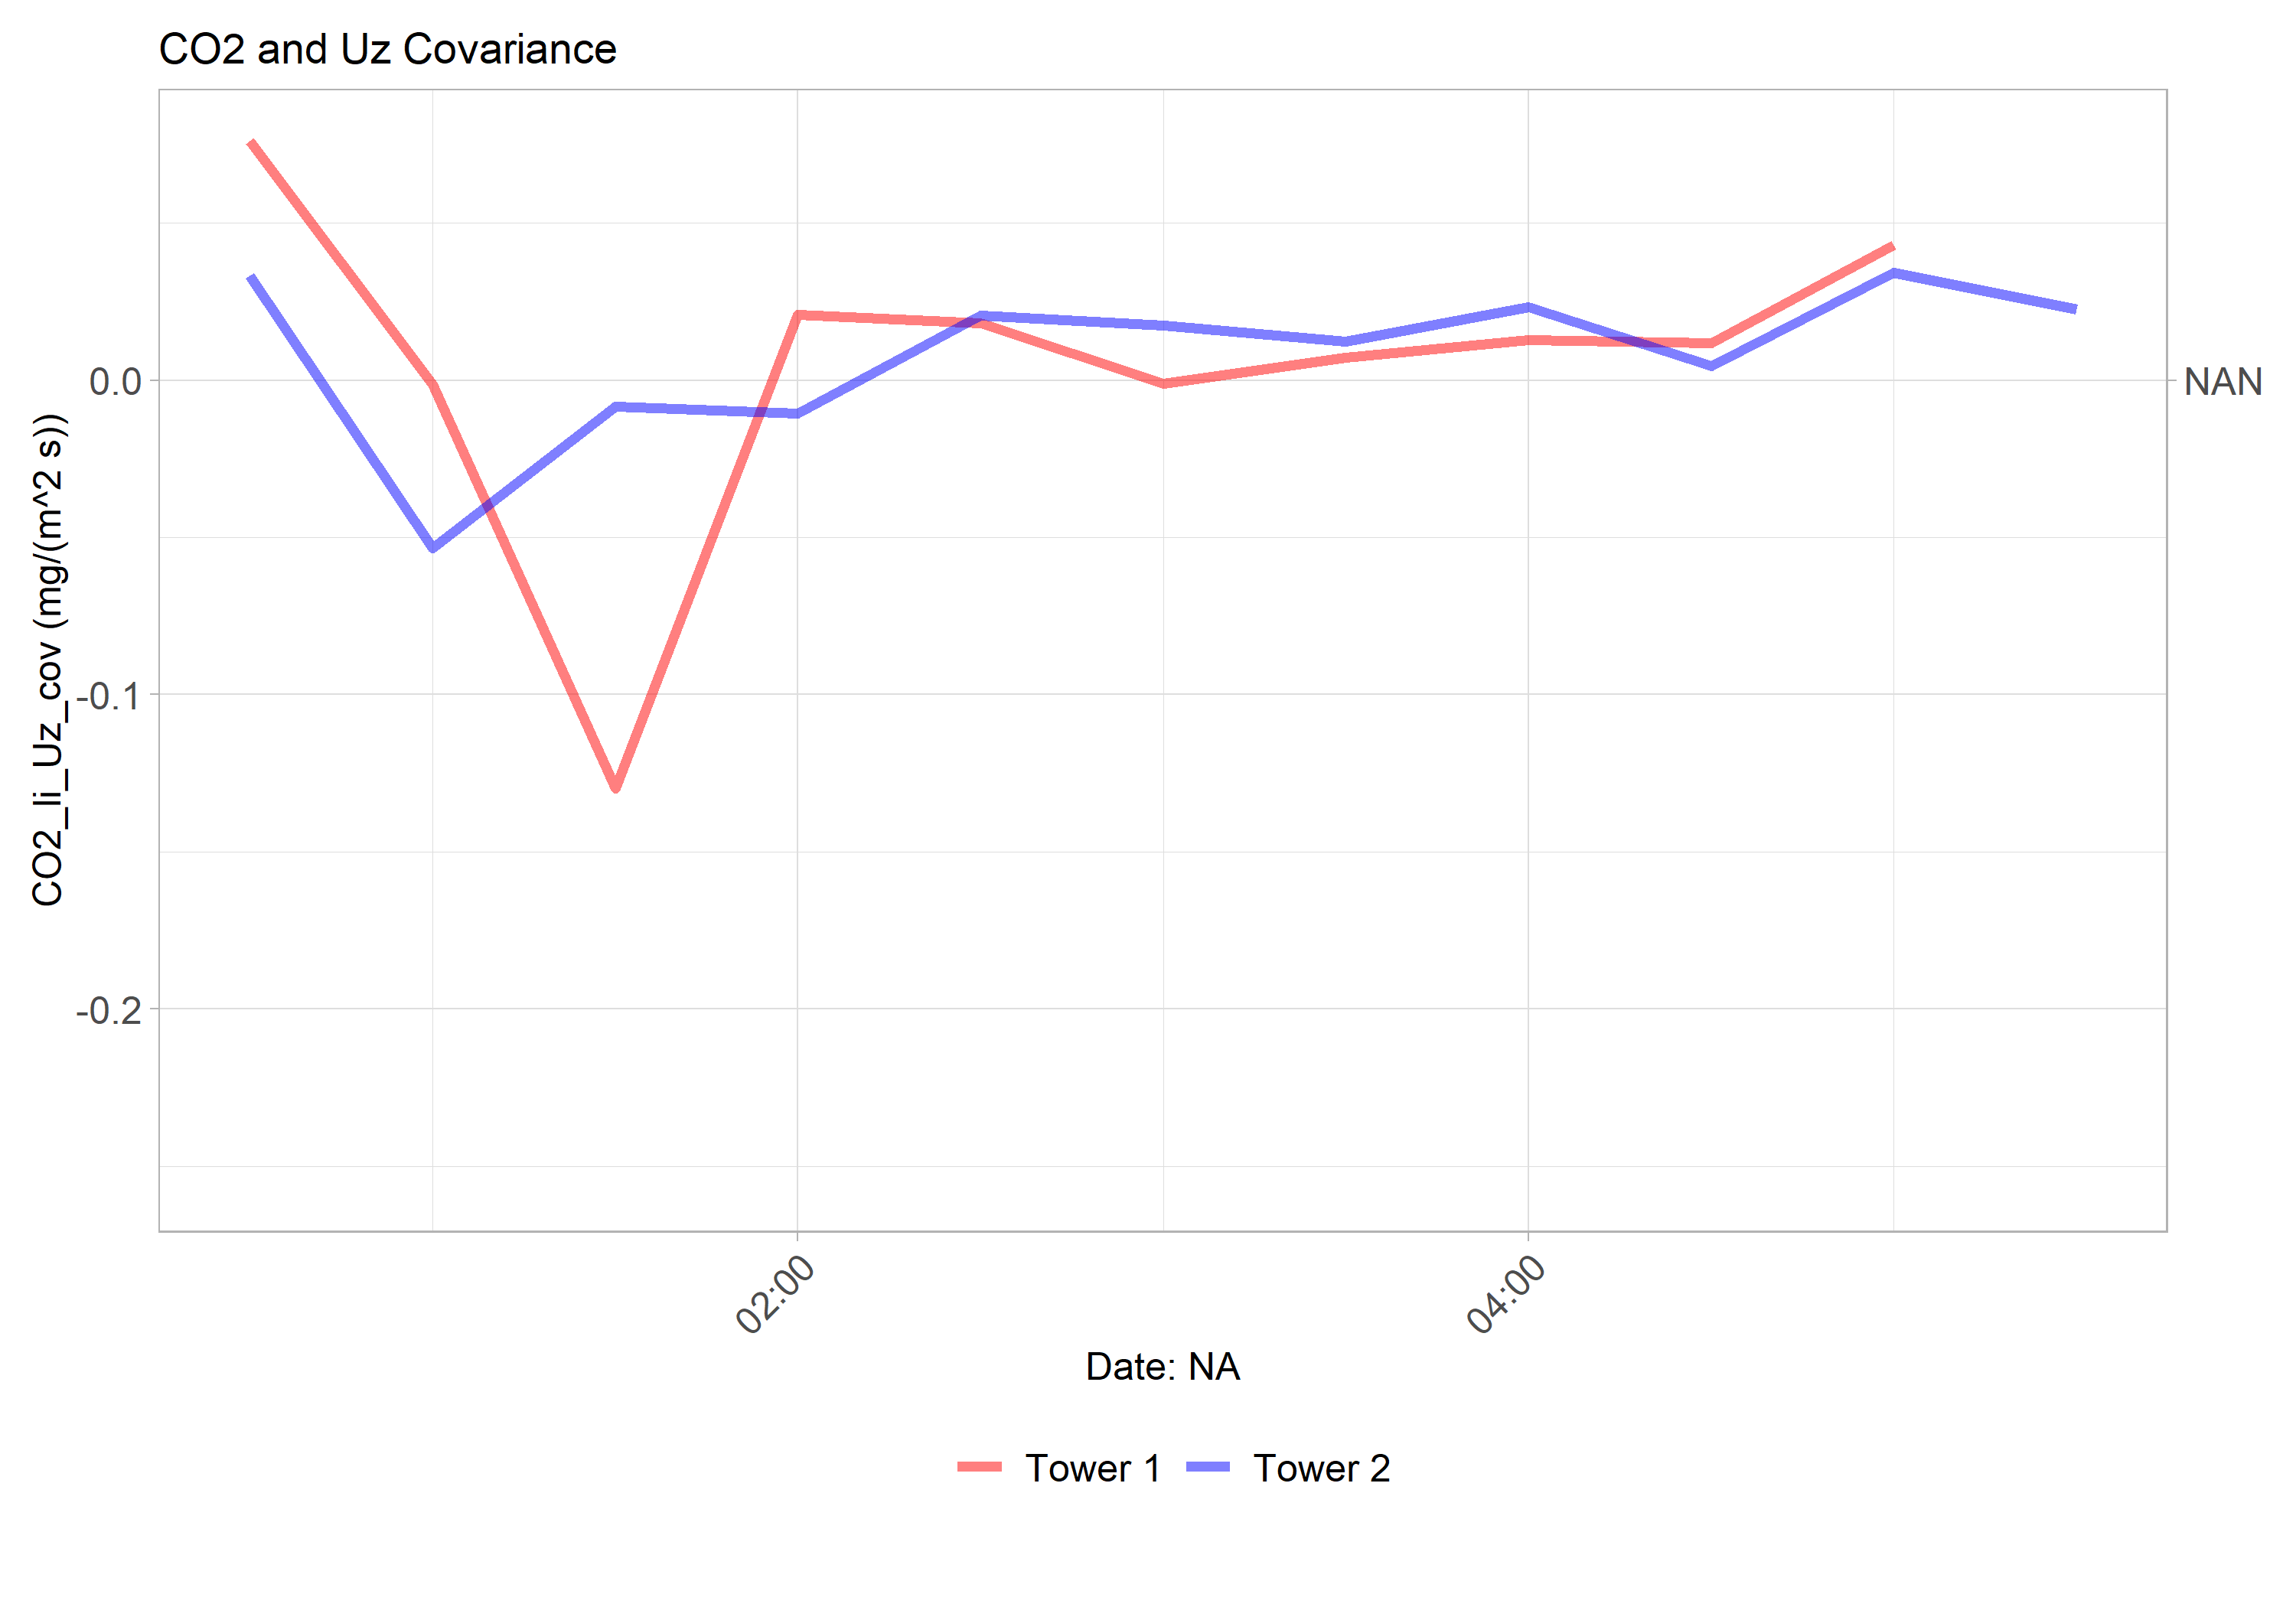 CO2 and Uz Covariance
CO2_li_Uz_cov (mg/(m^2 s))
0.0
-0.1
-0.2
NAN
02:00
04:00
Date: NA
Tower 1
Tower 2